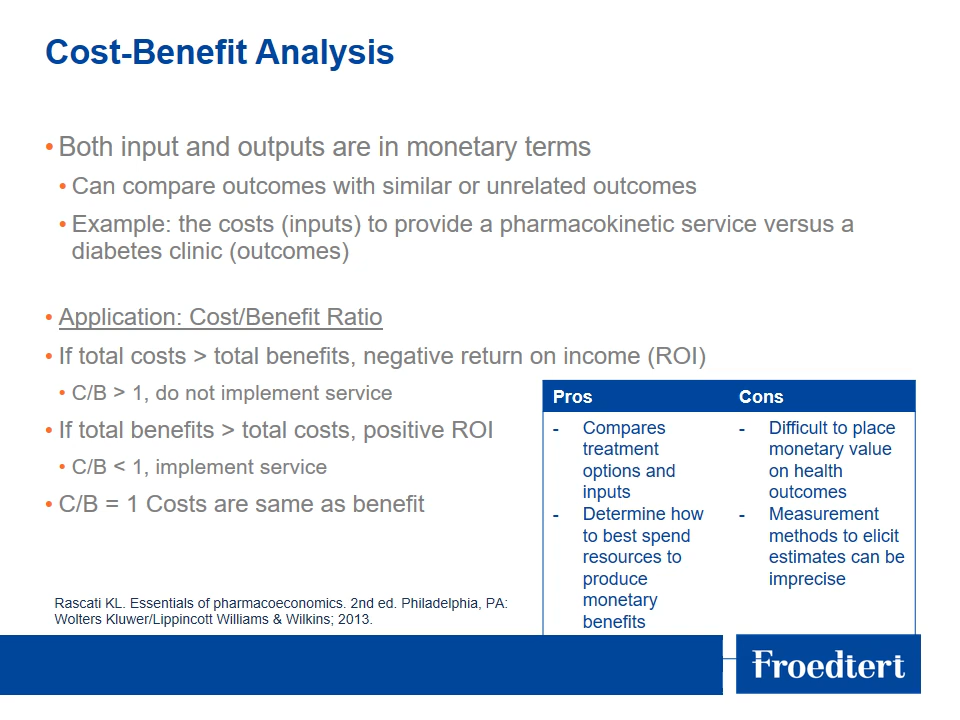 Cost-Benefit Analysis
• Both input and outputs are in monetary terms
• Can compare outcomes with similar or unrelated outcomes
• Example: the costs (inputs) to provide a pharmacokinetic service versus a
diabetes clinic (outcomes)
• Application: Cost/Benefit Ratio
• If total costs > total benefits, negative return on income (ROI)
• C/B > 1, do not implement service
• If total benefits > total costs, positive ROI
• C/B < 1, implement service
• C/B = 1 Costs are same as benefit
Pros
- Compares
treatment
options and
inputs
- Determine how
to best spend
resources to
produce
monetary
benefits
Cons
- Difficult to place
monetary value
on health
outcomes
- Measurement
methods to elicit
estimates can be
imprecise
Rascati KL. Essentials of pharmacoeconomics. 2nd ed. Philadelphia, PA:
Wolters Kluwer/Lippincott Williams & Wilkins; 2013.
Froedtert